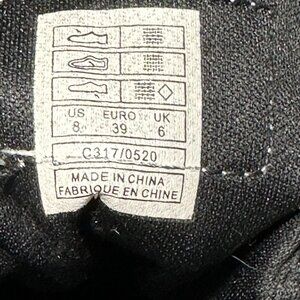 US EURO UK
8 39 6
C317/0520
MADE IN CHINA
FABRIQUE EN CHINE